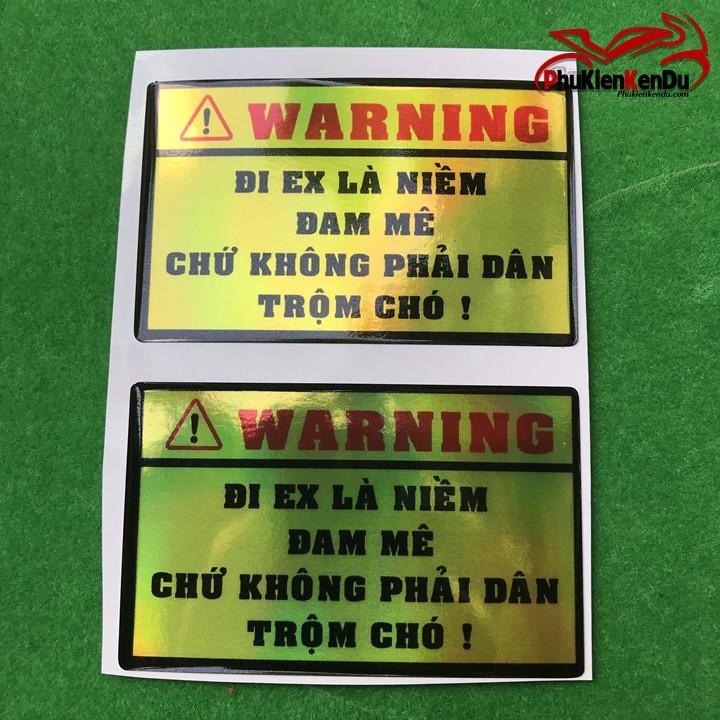 PhuKienKenDu
Phukienkendu.com
WARNING
ĐI EX LÀ NIỀM
ĐAM MÊ
CHỨ KHÔNG PHẢI DÂN
TRỘM CHÓ !
WARNING
ĐI EX LÀ NIỀM
ĐAM MÊ
CHỨ KHÔNG PHẢI DÂN
TRỘM CHÓ !